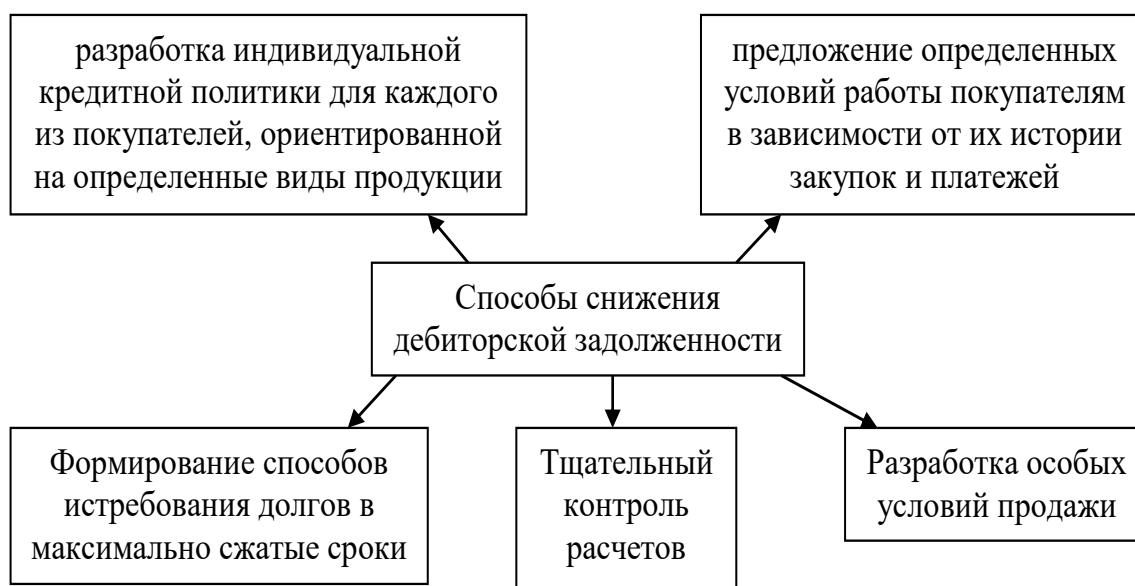 разработка индивидуальной
кредитной политики для каждого
из покупателей, ориентированной
на определенные виды продукции
предложение определенных
условий работы покупателям
в зависимости от их истории
закупок и платежей
Способы снижения
дебиторской задолженности
Формирование способов
истребования долгов в
максимально сжатые сроки
Тщательный
контроль
расчетов
Разработка особых
условий продажи